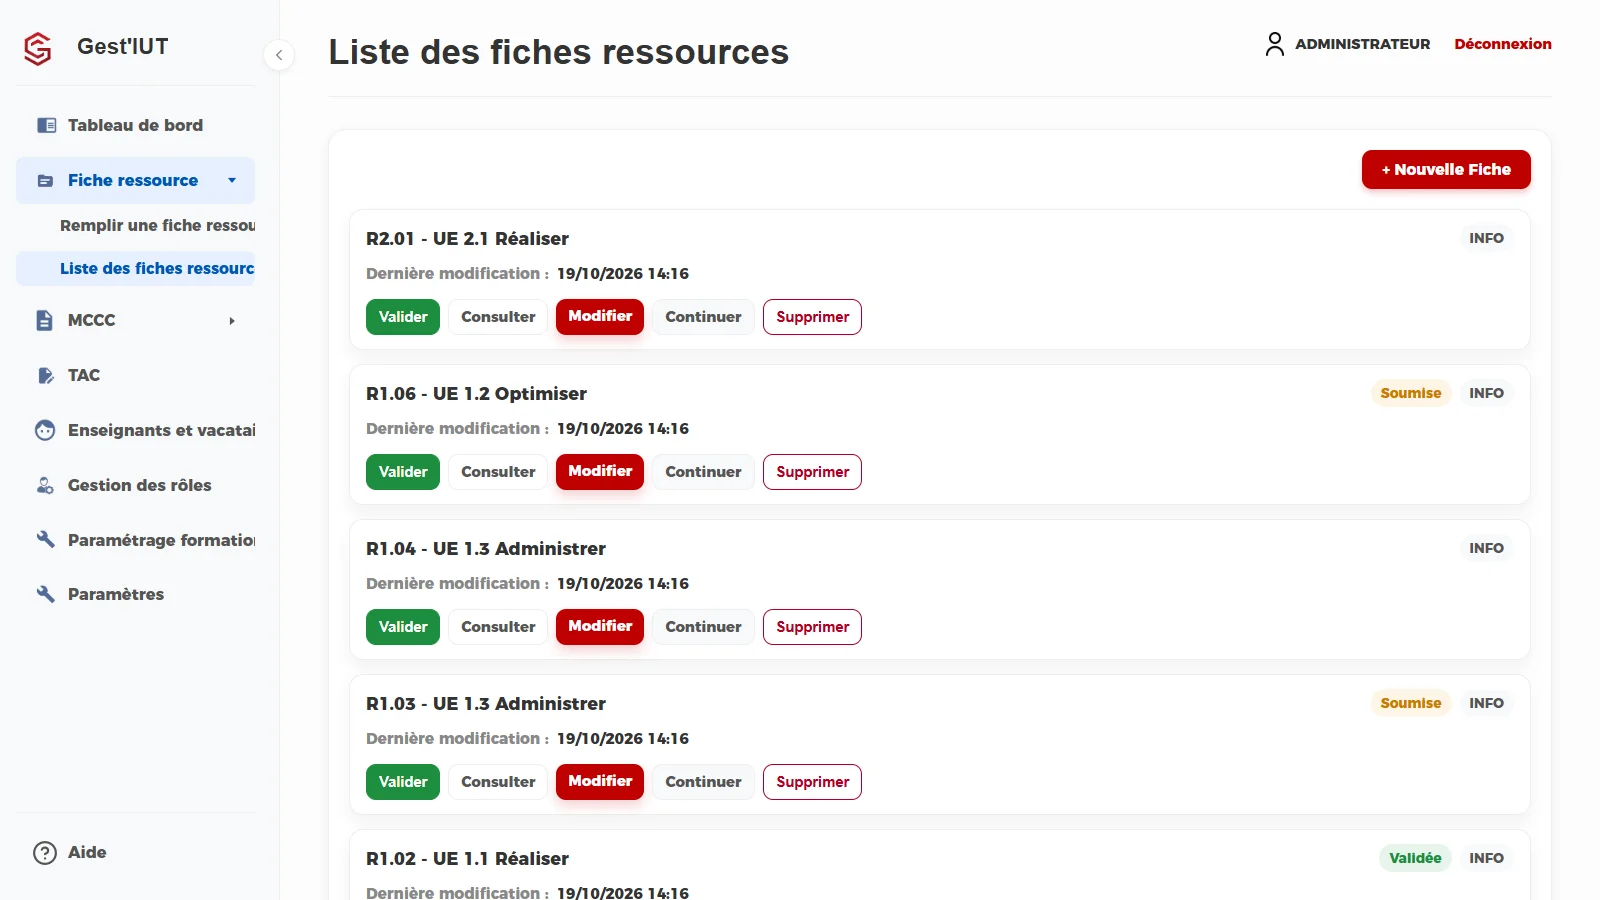 Gest'IUT
Liste des fiches ressources
ADMINISTRATEUR
Déconnexion
Tableau de bord
Fiche ressource
Remplir une fiche ressou
Liste des fiches ressourc
MCCC
TAC
Enseignants et vacatai
Gestion des rôles
Paramétrage formation
Paramètres
Aide
+ Nouvelle Fiche
R2.01 - UE 2.1 Réaliser
INFO
Dernière modification : 19/10/2026 14:16
Valider Consulter Modifier Continuer Supprimer
R1.06 - UE 1.2 Optimiser
Soumise INFO
Dernière modification : 19/10/2026 14:16
Valider Consulter Modifier Continuer Supprimer
R1.04 - UE 1.3 Administrer
INFO
Dernière modification : 19/10/2026 14:16
Valider Consulter Modifier Continuer Supprimer
R1.03 - UE 1.3 Administrer
Soumise INFO
Dernière modification : 19/10/2026 14:16
Valider Consulter Modifier Continuer Supprimer
R1.02 - UE 1.1 Réaliser
Validée INFO
Dernière modification : 19/10/2026 14:16